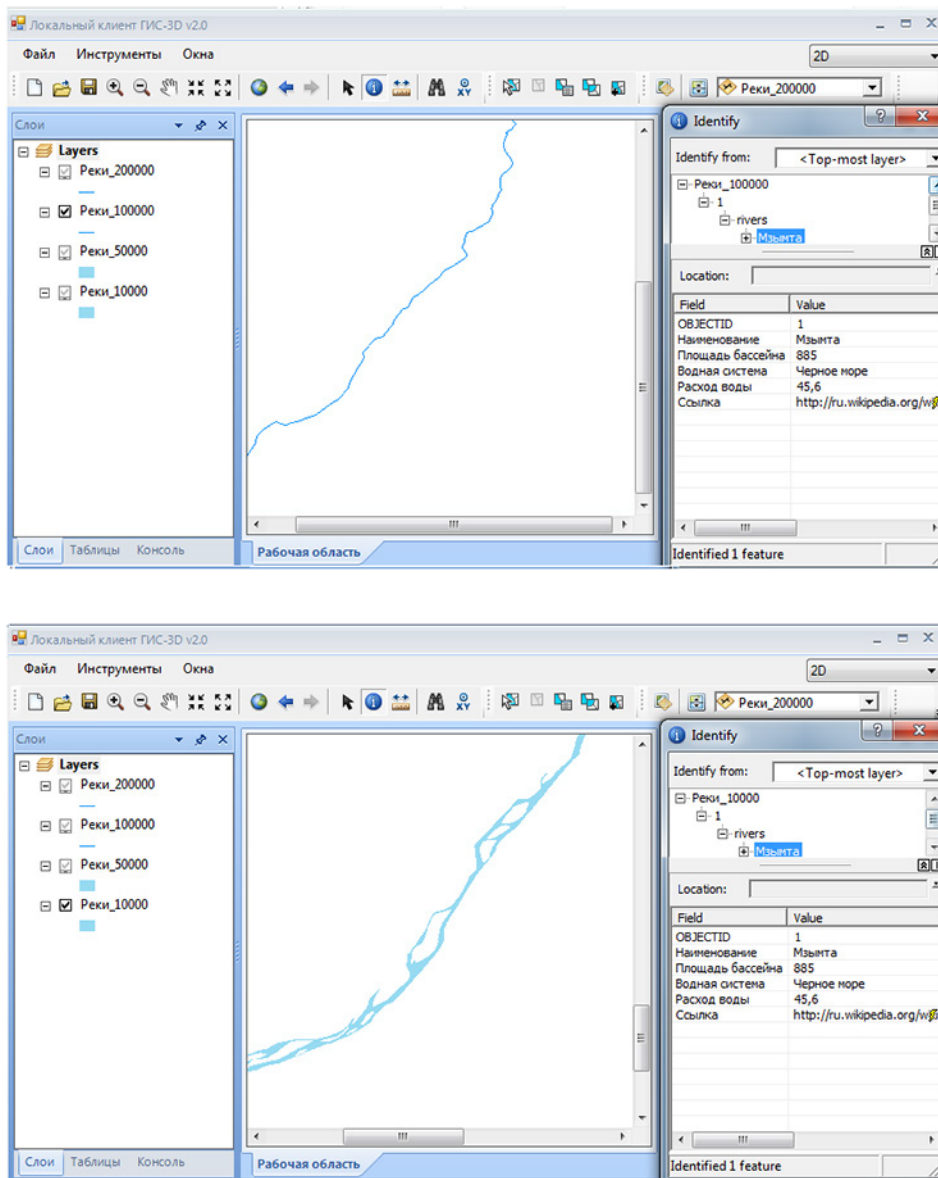 Локальный клиент ГИС-3D v2.0
Файл Инструменты Окна
2D
XY
Реки_200000
Слои
Layers
Реки_200000
Реки_100000
Реки_50000
Реки_10000
Слои Таблицы Консоль
Рабочая область
Identify
Identify from: <Top-most layer>
Реки_100000
1
rivers
Мзымта
Location:
Field Value
OBJECTID 1
Наименование Мзымта
Площадь бассейна 885
Водная система Черное море
Расход воды 45,6
Ссылка http://ru.wikipedia.org/w
Identified 1 feature
Локальный клиент ГИС-3D v2.0
Файл Инструменты Окна
2D
XY
Реки_200000
Слои
Layers
Реки_200000
Реки_100000
Реки_50000
Реки_10000
Слои Таблицы Консоль
Рабочая область
Identify
Identify from: <Top-most layer>
Реки_10000
1
rivers
Мзымта
Location:
Field Value
OBJECTID 1
Наименование Мзымта
Площадь бассейна 885
Водная система Черное море
Расход воды 45,6
Ссылка http://ru.wikipedia.org/w
Identified 1 feature